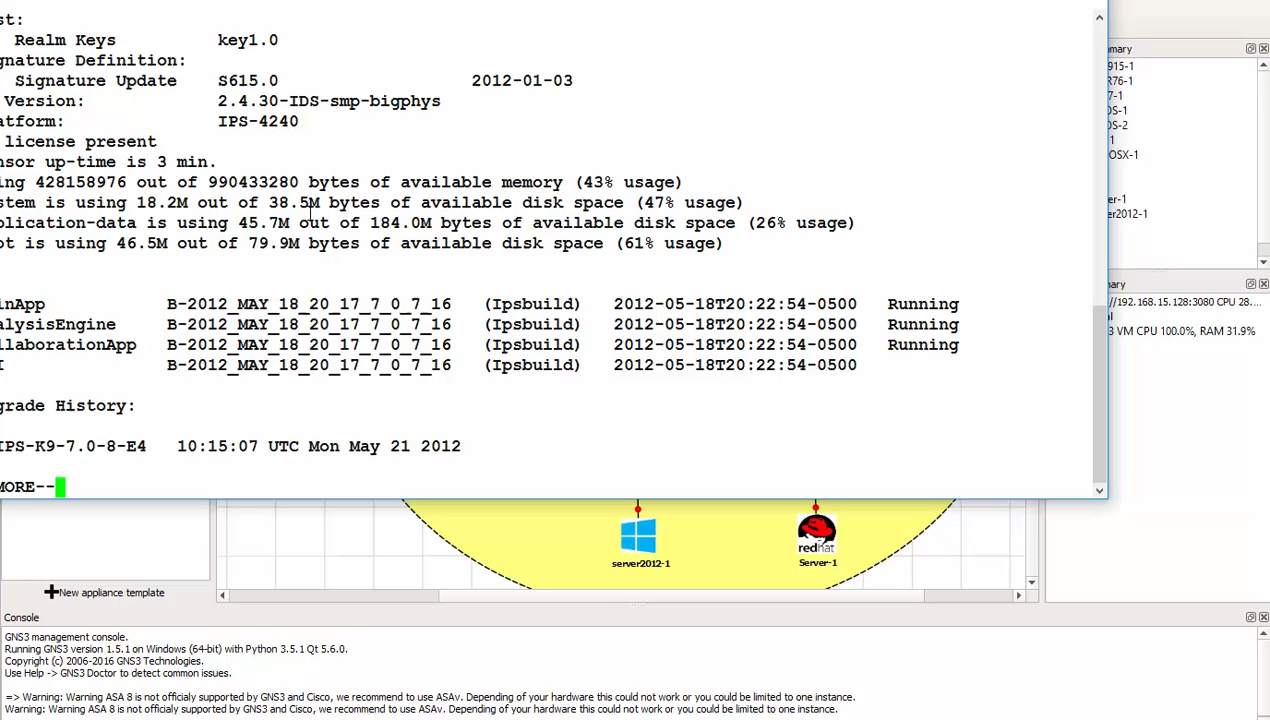 st:
Realm Keys key1.0
gnature Definition:
Signature Update S615.0 2012-01-03
Version: 2.4.30-IDS-smp-bigphys
atform: IPS-4240
license present
nsor up-time is 3 min.
ing 428158976 out of 990433280 bytes of available memory (43% usage)
stem is using 18.2M out of 38.5M bytes of available disk space (47% usage)
plication-data is using 45.7M out of 184.0M bytes of available disk space (26% usage)
ot is using 46.5M out of 79.9M bytes of available disk space (61% usage)
inApp B-2012_MAY_18_20_17_7_0_7_16 (Ipsbuild) 2012-05-18T20:22:54-0500 Running
alysisEngine B-2012_MAY_18_20_17_7_0_7_16 (Ipsbuild) 2012-05-18T20:22:54-0500 Running
llaborationApp B-2012_MAY_18_20_17_7_0_7_16 (Ipsbuild) 2012-05-18T20:22:54-0500 Running
I B-2012_MAY_18_20_17_7_0_7_16 (Ipsbuild) 2012-05-18T20:22:54-0500
grade History:
IPS-K9-7.0-8-E4 10:15:07 UTC Mon May 21 2012
MORE--
mary
915-1
R76-1
7-1
DS-1
DS-2
1
OSX-1
er-1
er2012-1
mary
//192.168.15.128:3080 CPU 28....
al
3 VM CPU 100.0%, RAM 31.9%
redhat
server2012-1
Server-1
New appliance template
Console
GNS3 management console.
Running GNS3 version 1.5.1 on Windows (64-bit) with Python 3.5.1 Qt 5.6.0.
Copyright (c) 2006-2016 GNS3 Technologies.
Use Help -> GNS3 Doctor to detect common issues.
=> Warning: Warning ASA 8 is not officialy supported by GNS3 and Cisco, we recommend to use ASAv. Depending of your hardware this could not work or you could be limited to one instance.
Warning: Warning ASA 8 is not officialy supported by GNS3 and Cisco, we recommend to use ASAv. Depending of your hardware this could not work or you could be limited to one instance.